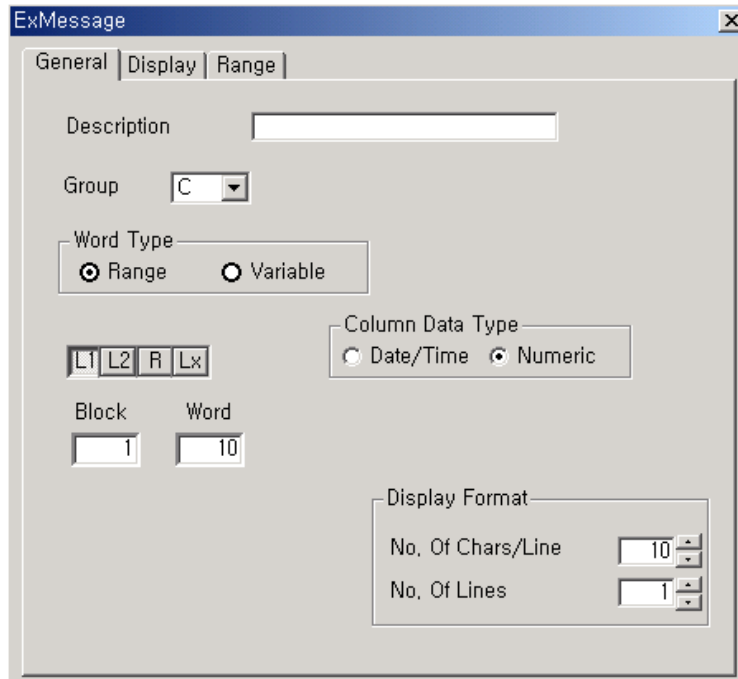 ExMessage
General Display Range
Description
Group C
Word Type
Range Variable
Column Data Type
Date/Time Numeric
L1 L2 R Lx
Block Word
1 10
Display Format
No, Of Chars/Line 10
No, Of Lines 1